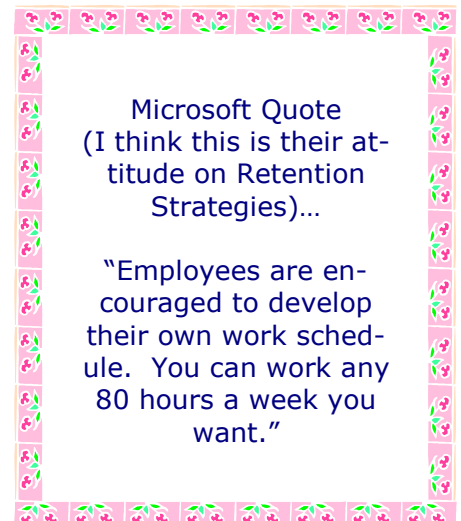 Microsoft Quote
(I think this is their at-
titude on Retention
Strategies)…
“Employees are en-
couraged to develop
their own work sched-
ule.  You can work any
80 hours a week you
want.”